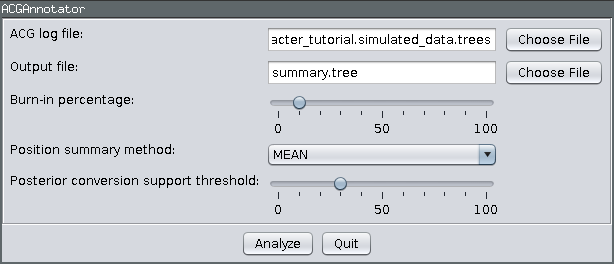 ACGAnnotator
ACG log file: acter_tutorial.simulated_data.trees Choose File
Output file: summary.tree Choose File
Burn-in percentage:
0 50 100
Position summary method: MEAN
Posterior conversion support threshold:
0 50 100
Analyze Quit